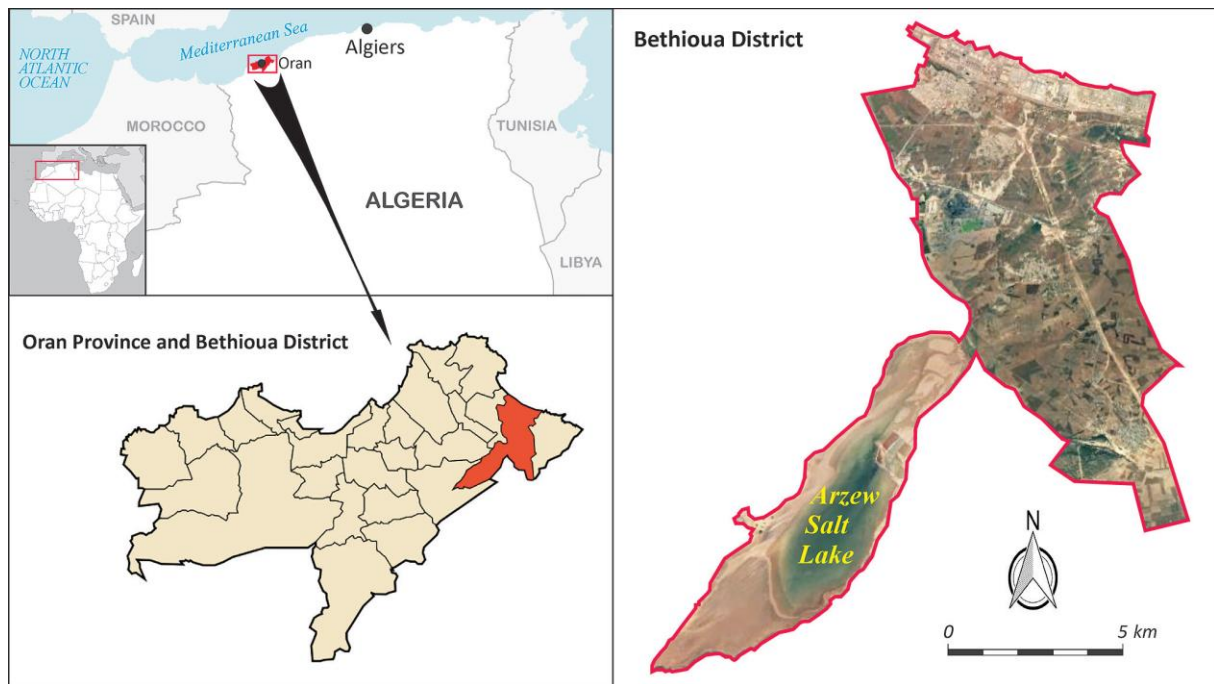 SPAIN
Mediterranean Sea
Algiers
NORTH
ATLANTIC
OCEAN
Oran
MOROCCO
TUNISIA
ALGERIA
LIBYA
Oran Province and Bethioua District
Bethioua District
Arzew
Salt
Lake
N
0 5 km